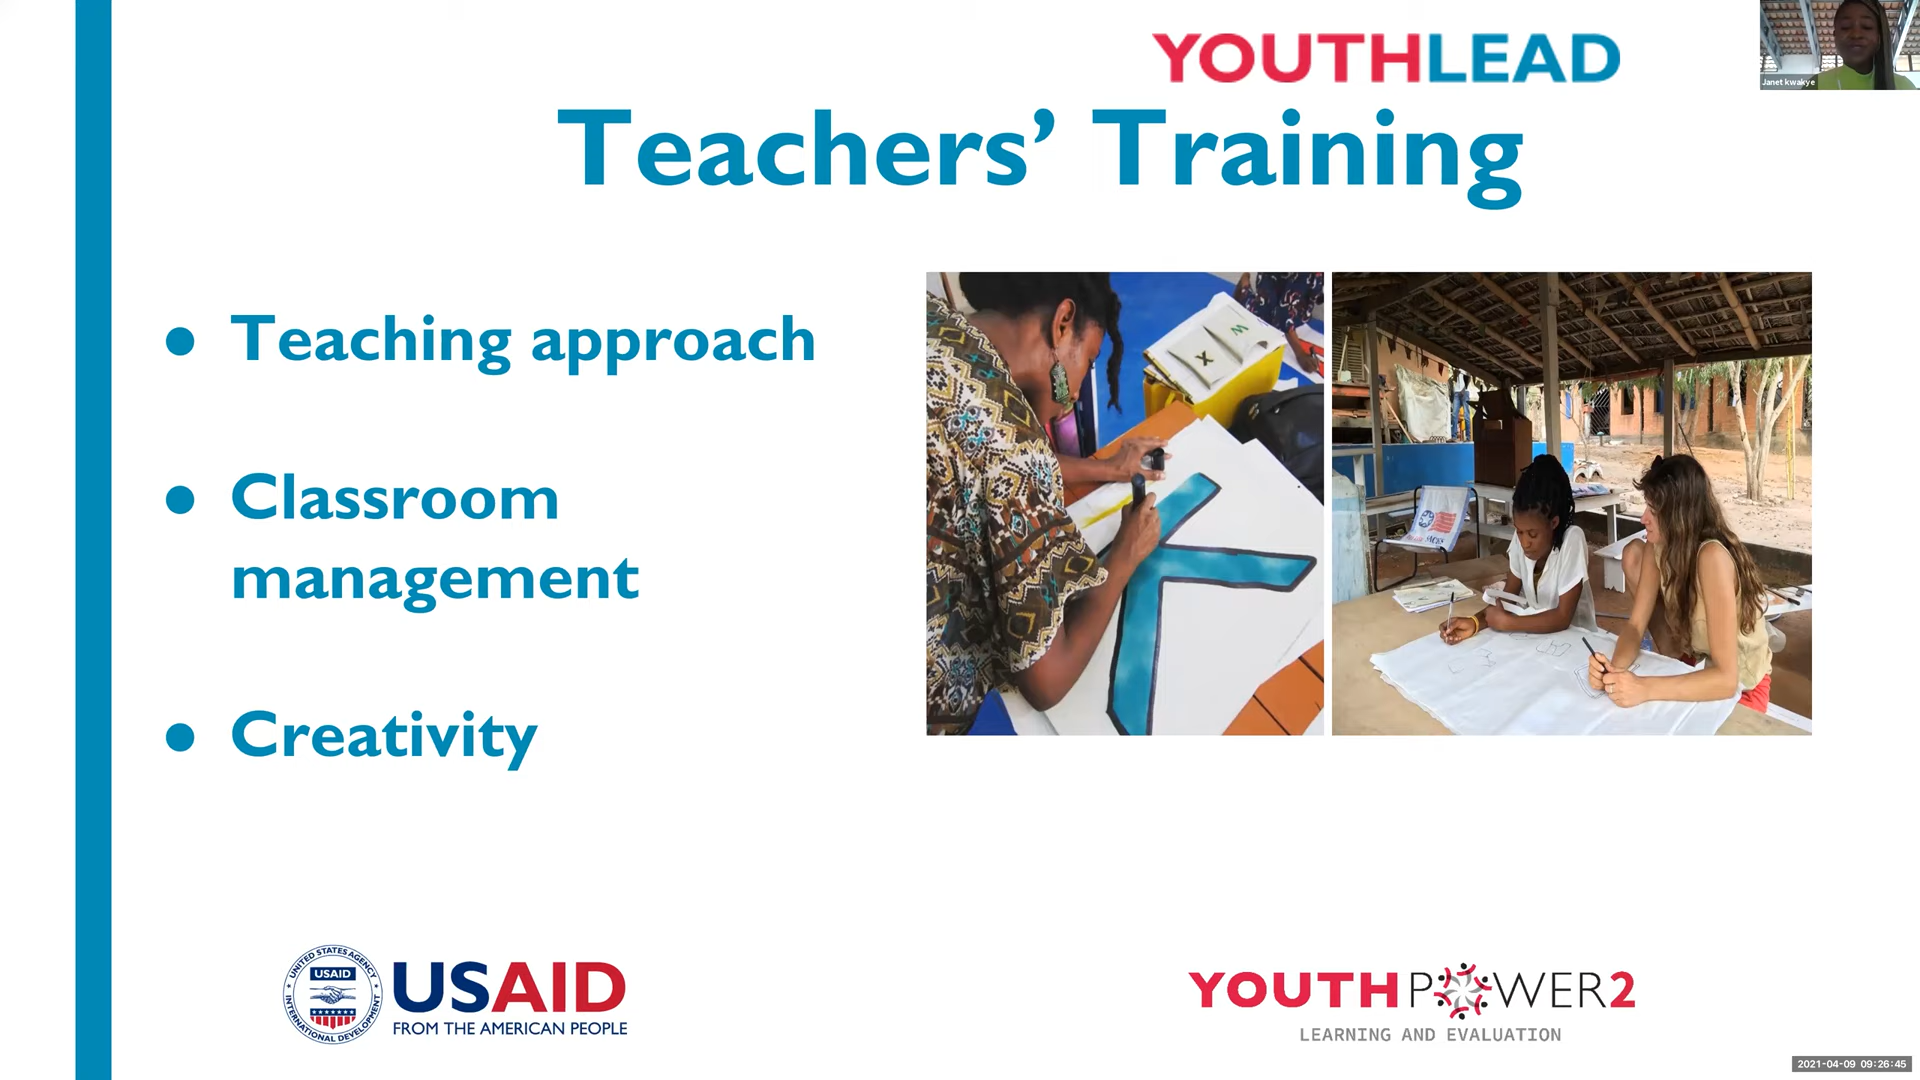 YOUTHLEAD
Janet kwakye
Teachers’ Training
● Teaching approach
● Classroom
management
● Creativity
W
X
UNITED STATES AGENCY
USAID
INTERNATIONAL DEVELOPMENT
USAID
FROM THE AMERICAN PEOPLE
YOUTHPOWER2
LEARNING AND EVALUATION
2021-04-09 09:26:45